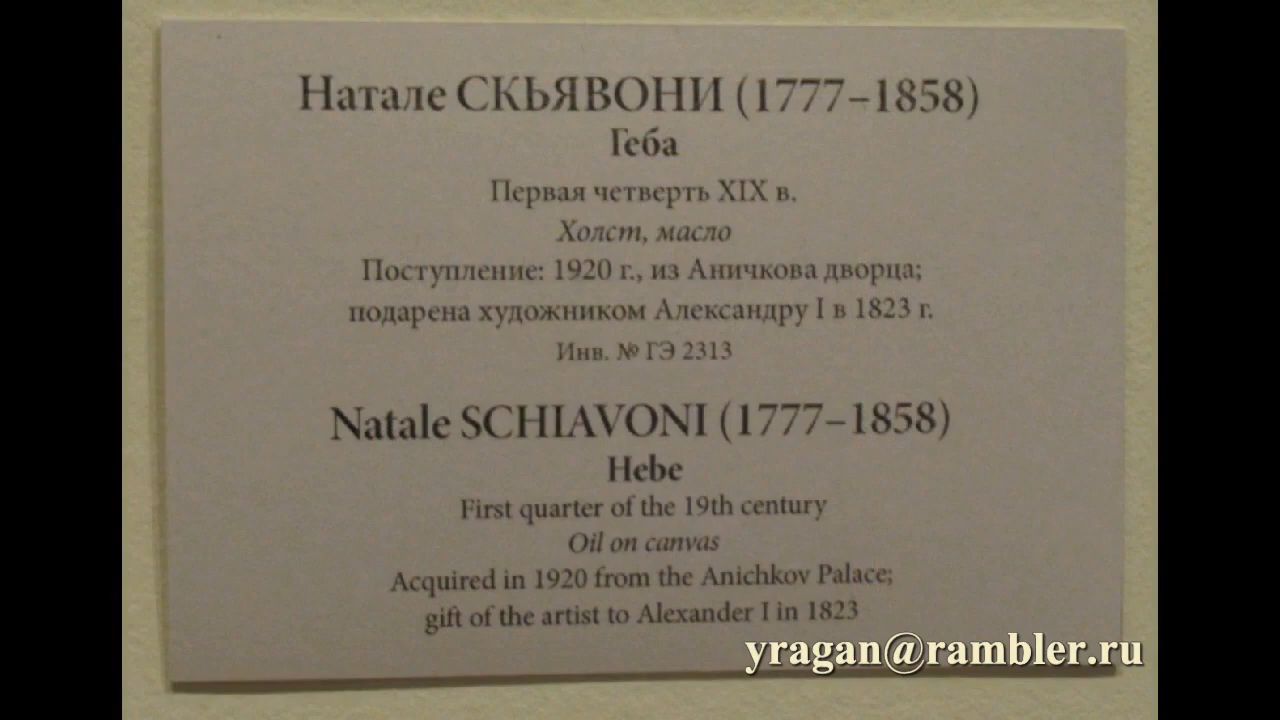 Натале СКЬЯВОНИ (1777–1858)
Геба
Первая четверть XIX в.
Холст, масло
Поступление: 1920 г., из Аничкова дворца;
подарена художником Александру I в 1823 г.
Инв. № ГЭ 2313
Natale SCHIAVONI (1777–1858)
Hebe
First quarter of the 19th century
Oil on canvas
Acquired in 1920 from the Anichkov Palace;
gift of the artist to Alexander I in 1823
yragan@rambler.ru